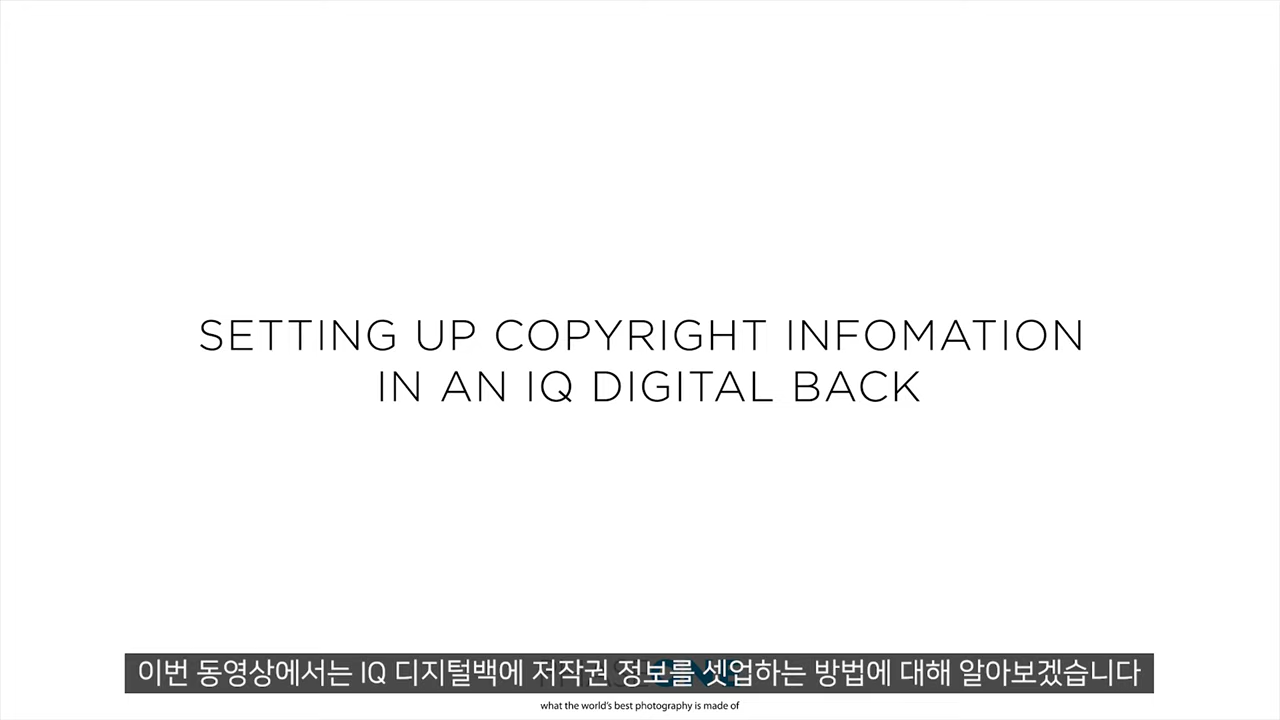 SETTING UP COPYRIGHT INFOMATION
IN AN IQ DIGITAL BACK
이번 동영상에서는 IQ 디지털백에 저작권 정보를 셋업하는 방법에 대해 알아보겠습니다
what the world's best photography is made of